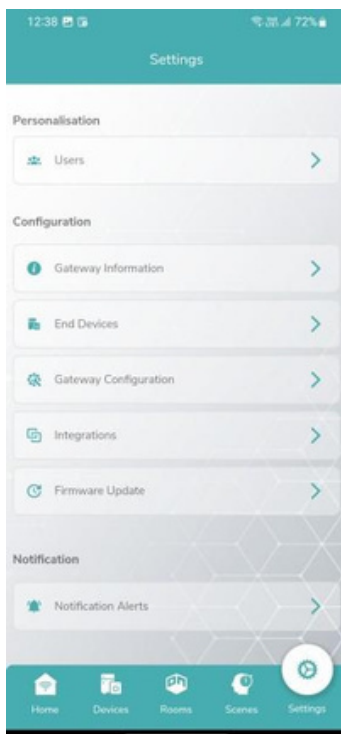 12:38
72%
Settings
Personalisation
Users
Configuration
Gateway Information
End Devices
Gateway Configuration
Integrations
Firmware Update
Notification
Notification Alerts
Home Devices Rooms Scenes Settings